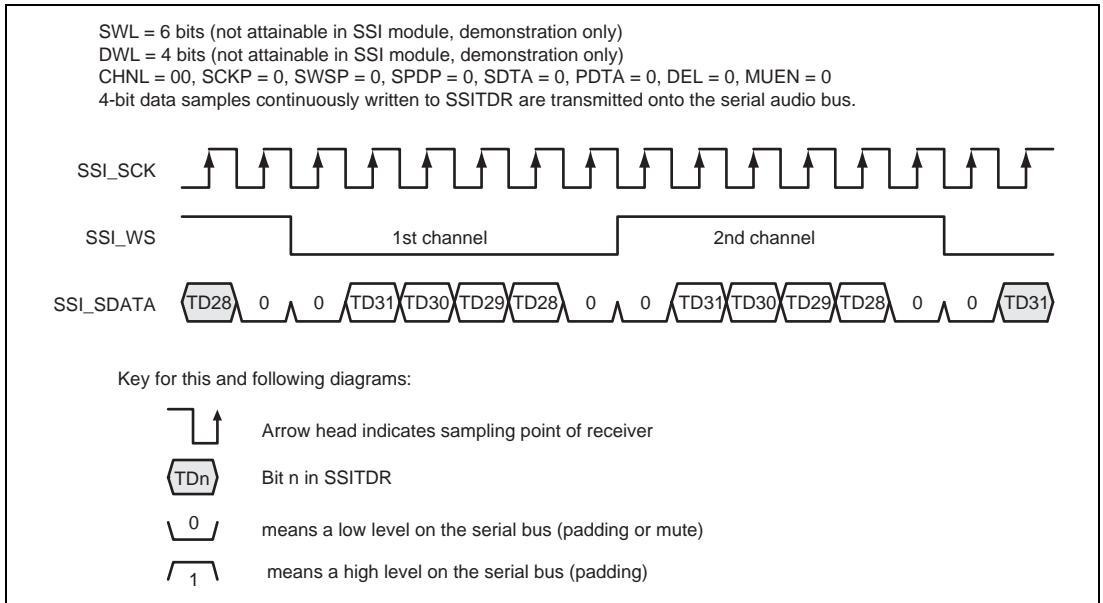 SWL = 6 bits (not attainable in SSI module, demonstration only)
DWL = 4 bits (not attainable in SSI module, demonstration only)
CHNL = 00, SCKP = 0, SWSP = 0, SPDP = 0, SDTA = 0, PDTA = 0, DEL = 0, MUEN = 0
4-bit data samples continuously written to SSITDR are transmitted onto the serial audio bus.
SSI_SCK
SSI_WS 1st channel 2nd channel
SSI_SDATA TD28 0 0 TD31 TD30 TD29 TD28 0 0 TD31 TD30 TD29 TD28 0 0 TD31
Key for this and following diagrams:
Arrow head indicates sampling point of receiver
TDn Bit n in SSITDR
0 means a low level on the serial bus (padding or mute)
1 means a high level on the serial bus (padding)